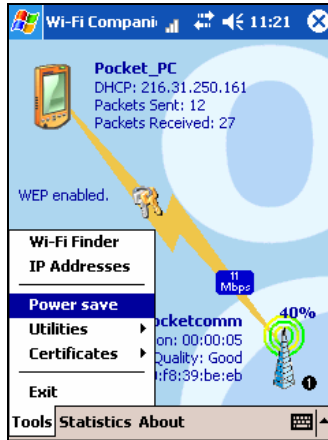 Wi-Fi Compani 11:21
Pocket_PC
DHCP: 216.31.250.161
Packets Sent: 12
Packets Received: 27
WEP enabled.
11
Mbps
40%
ocketcomm
on: 00:00:05
Quality: Good
:f8:39:be:eb
1
Wi-Fi Finder
IP Addresses
Power save
Utilities
Certificates
Exit
Tools Statistics About